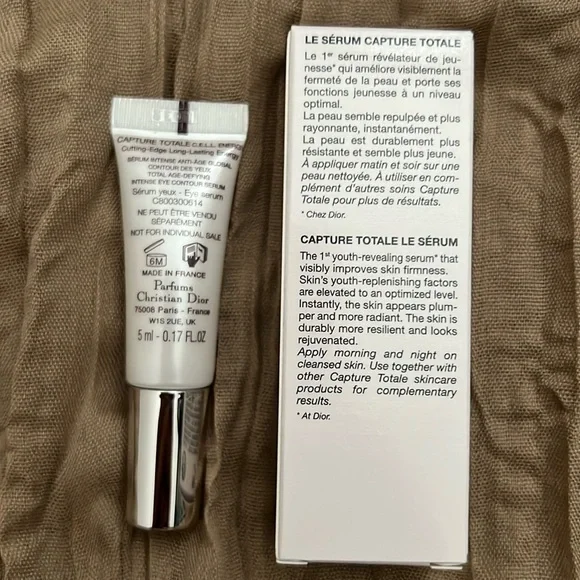 CAPTURE TOTALE C.E.L.L. ENERGY
Cutting-Edge Long-Lasting Energy
SÉRUM INTENSE ANTI-ÂGE GLOBAL
CONTOUR DES YEUX
TOTAL AGE-DEFYING
INTENSE EYE CONTOUR SERUM
Sérum yeux - Eye serum
C800300614
NE PEUT ÊTRE VENDU
SÉPARÉMENT
NOT FOR INDIVIDUAL SALE
6M
MADE IN FRANCE
Parfums
Christian Dior
75008 Paris - France
W1S 2UE, UK
5 ml - 0.17 FL.OZ
LE SÉRUM CAPTURE TOTALE
Le 1er sérum révélateur de jeu-
nesse* qui améliore visiblement la
fermeté de la peau et porte ses
fonctions jeunesse à un niveau
optimal.
La peau semble repulpée et plus
rayonnante, instantanément.
La peau est durablement plus
résistante et semble plus jeune.
À appliquer matin et soir sur une
peau nettoyée. À utiliser en com-
plément d'autres soins Capture
Totale pour plus de résultats.
* Chez Dior.
CAPTURE TOTALE LE SÉRUM
The 1st youth-revealing serum* that
visibly improves skin firmness.
Skin's youth-replenishing factors
are elevated to an optimized level.
Instantly, the skin appears plum-
per and more radiant. The skin is
durably more resilient and looks
rejuvenated.
Apply morning and night on
cleansed skin. Use together with
other Capture Totale skincare
products for complementary
results.
* At Dior.